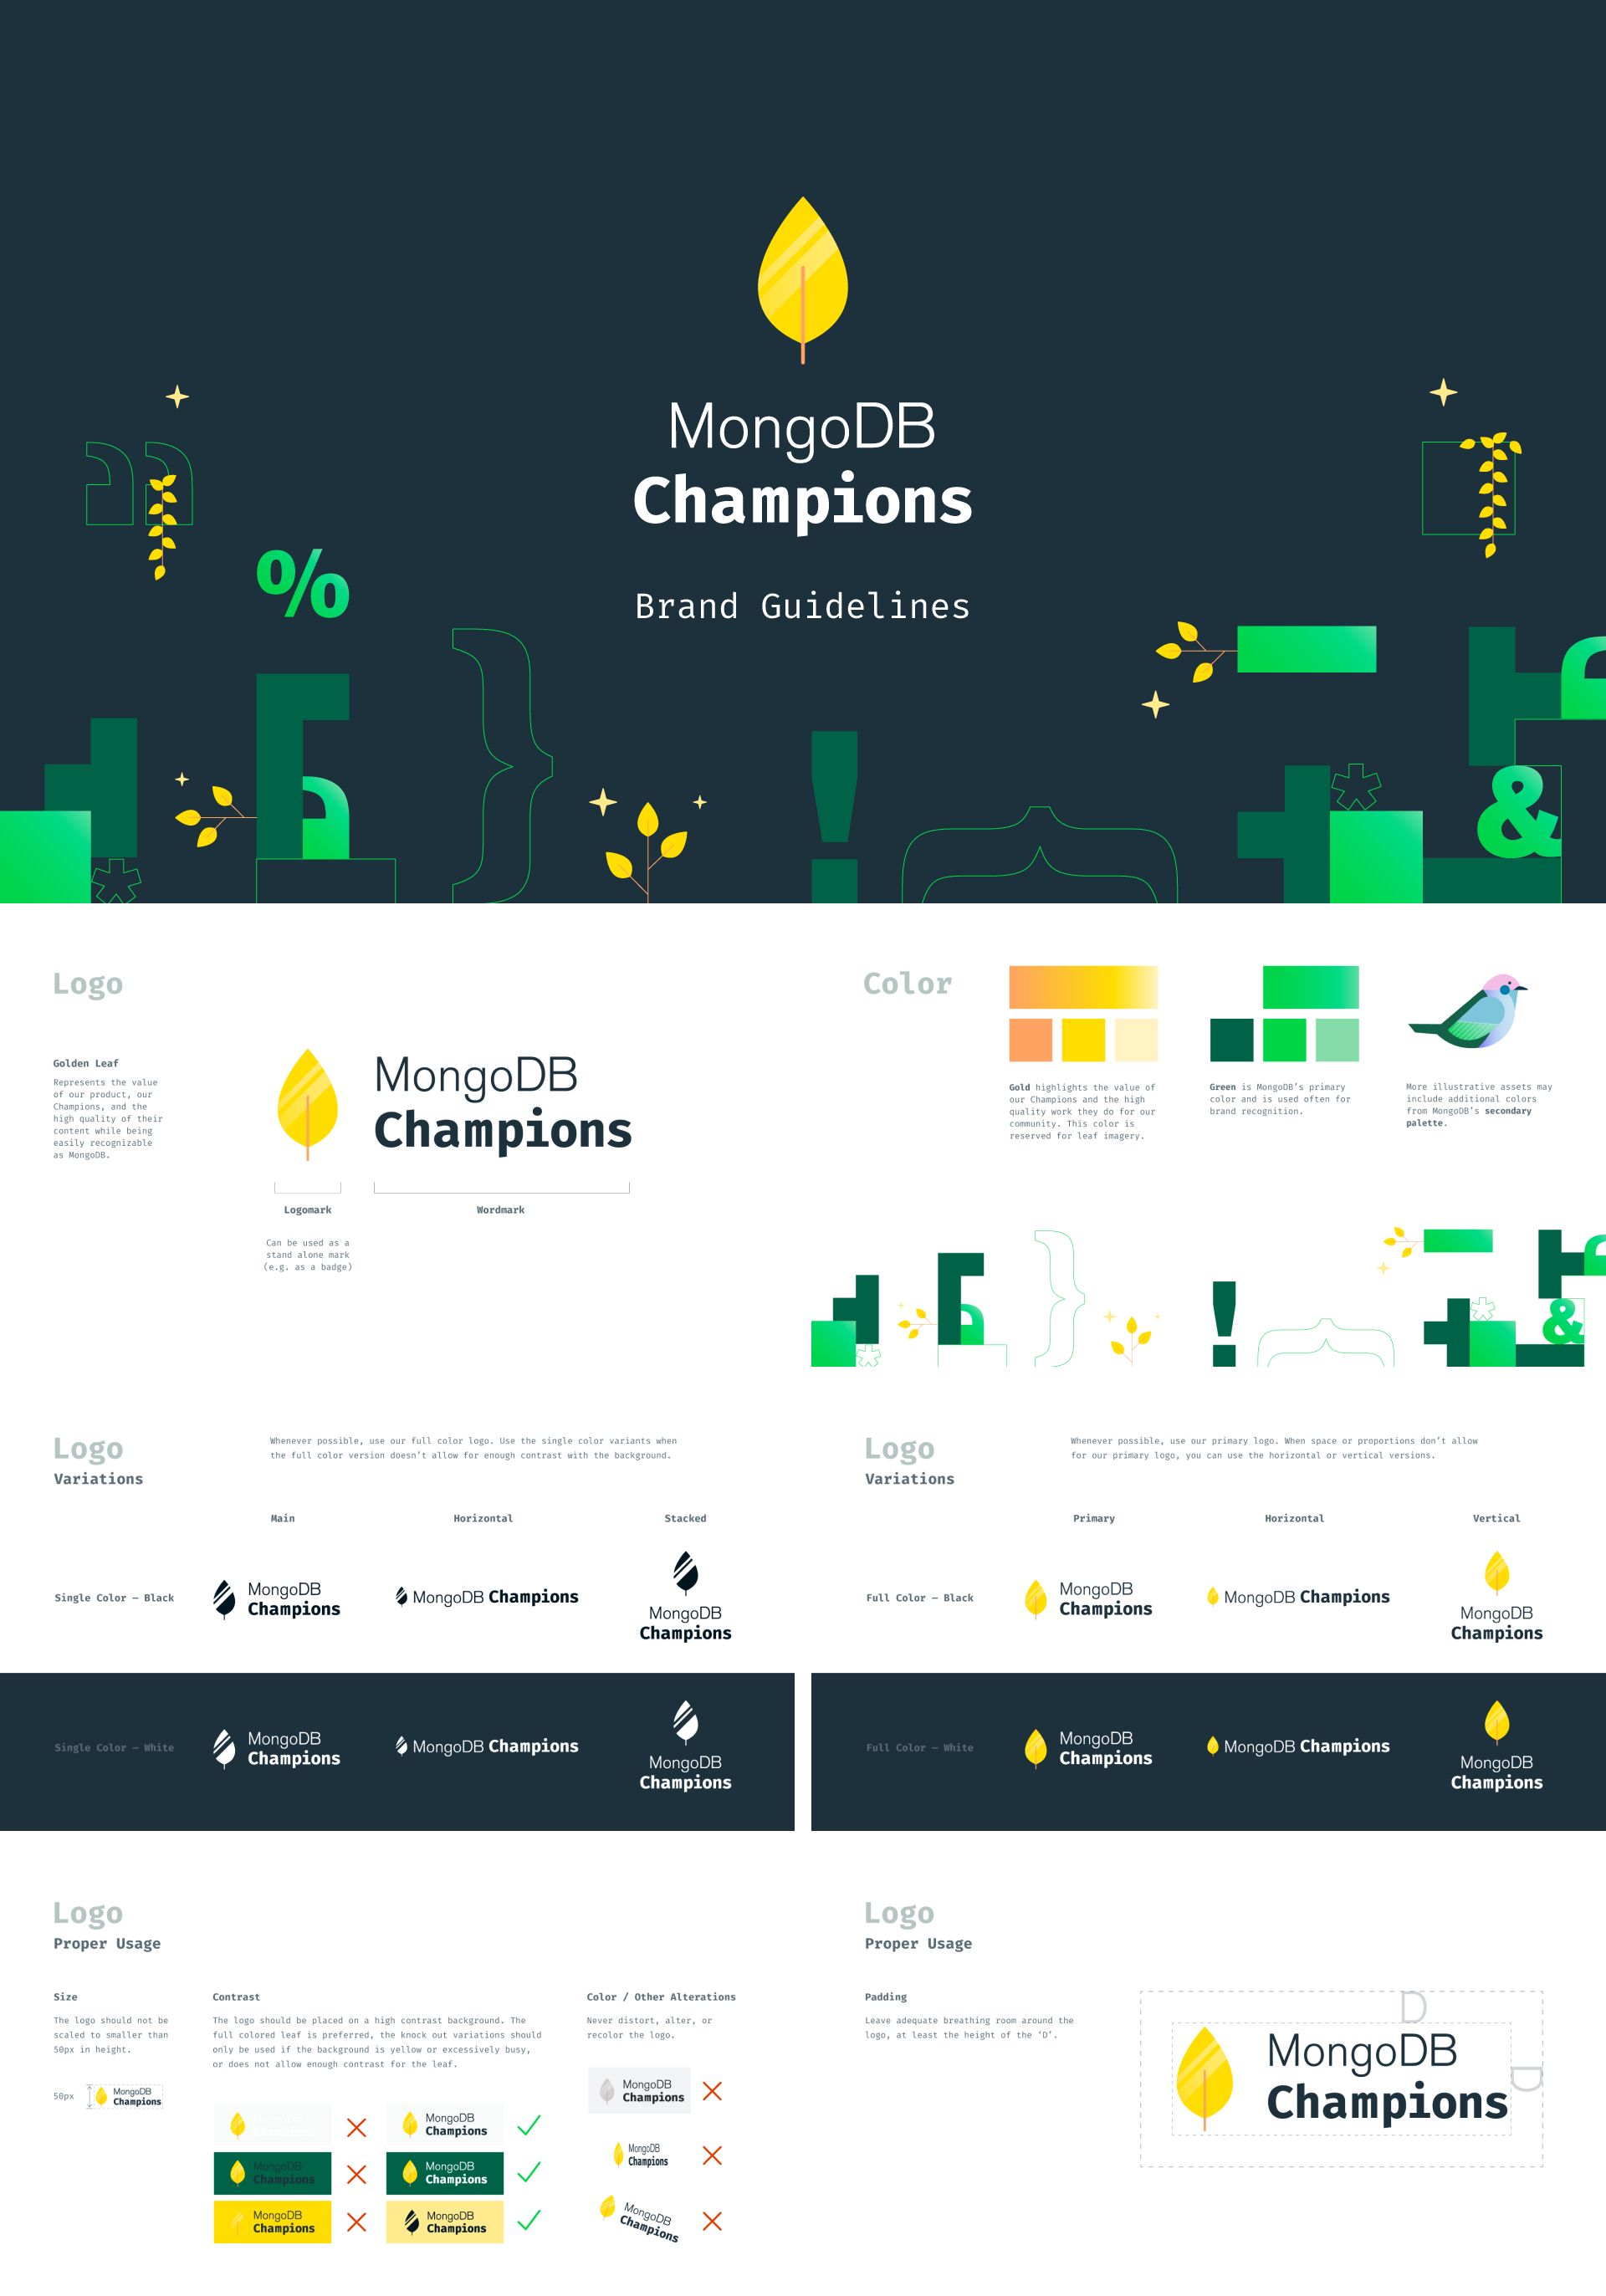 MongoDB
Champions
Brand Guidelines
Logo
Golden Leaf
Represents the value
of our product, our
Champions, and the
high quality of their
content while being
easily recognizable
as MongoDB.
MongoDB
Champions
Logomark
Wordmark
Can be used as a
stand alone mark
(e.g. as a badge)
Color
Gold highlights the value of
our Champions and the high
quality work they do for our
community. This color is
reserved for leaf imagery.
Green is MongoDB’s primary
color and is used often for
brand recognition.
More illustrative assets may
include additional colors
from MongoDB’s secondary
palette.
Logo
Variations
Whenever possible, use our full color logo. Use the single color variants when
the full color version doesn’t allow for enough contrast with the background.
Main
Horizontal
Stacked
Single Color – Black
MongoDB
Champions
MongoDB Champions
MongoDB
Champions
Single Color – White
MongoDB
Champions
MongoDB Champions
MongoDB
Champions
Logo
Variations
Whenever possible, use our primary logo. When space or proportions don’t allow
for our primary logo, you can use the horizontal or vertical versions.
Primary
Horizontal
Vertical
Full Color – Black
MongoDB
Champions
MongoDB Champions
MongoDB
Champions
Full Color – White
MongoDB
Champions
MongoDB Champions
MongoDB
Champions
Logo
Proper Usage
Size
The logo should not be
scaled to smaller than
50px in height.
50px
MongoDB
Champions
Contrast
The logo should be placed on a high contrast background. The
full colored leaf is preferred, the knock out variations should
only be used if the background is yellow or excessively busy,
or does not allow enough contrast for the leaf.
MongoDB
Champions
MongoDB
Champions
MongoDB
Champions
MongoDB
Champions
MongoDB
Champions
Color / Other Alterations
Never distort, alter, or
recolor the logo.
MongoDB
Champions
MongoDB
Champions
MongoDB
Champions
Logo
Proper Usage
Padding
Leave adequate breathing room around the
logo, at least the height of the ‘D’.
D
MongoDB
Champions
D